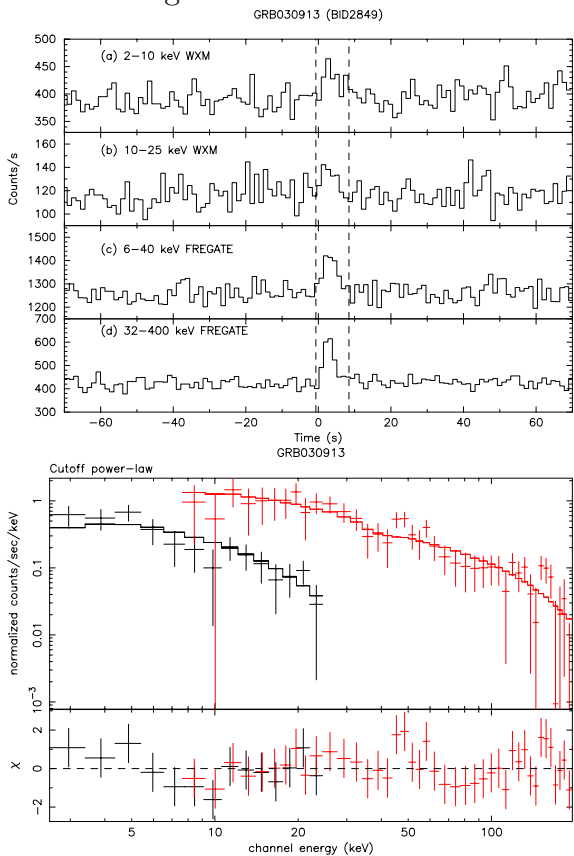 GRB030913 (BID2849)
(a) 2−10 keV WXM
500
450
400
350
(b) 10−25 keV WXM
160
140
120
100
Counts/s
(c) 6−40 keV FREGATE
1500
1400
1300
1200
(d) 32−400 keV FREGATE
700
600
500
400
300
−60 −40 −20 0 20 40 60
Time (s)
GRB030913
Cutoff power−law
normalized counts/sec/keV
1
0.1
0.01
10−3
χ
2
0
−2
5 10 20 50 100
channel energy (keV)